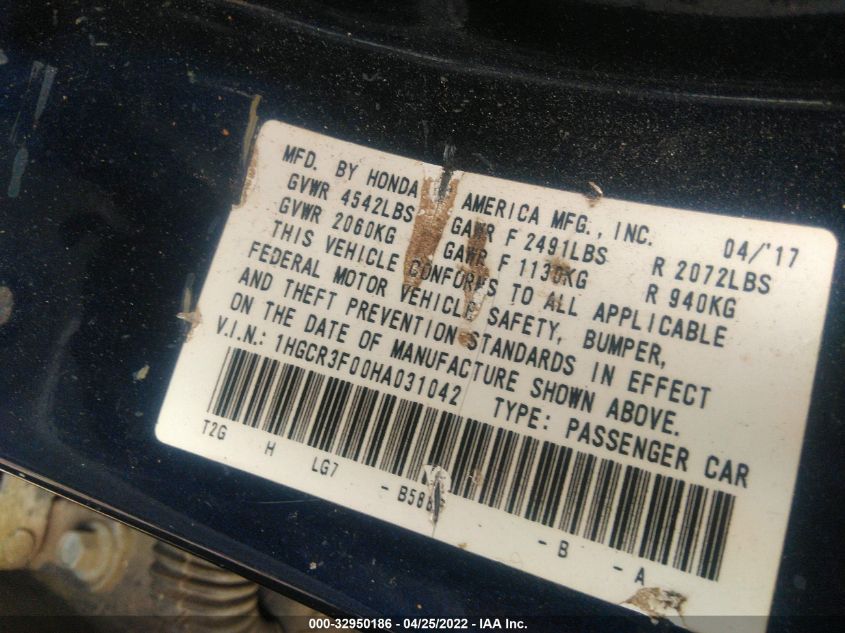 MFD. BY HONDA AMERICA MFG., INC. 04/'17
GVWR 4542LBS GAWR F 2491LBS R 2072LBS
GVWR 2060KG GAWR F 1130KG R 940KG
THIS VEHICLE CONFORMS TO ALL APPLICABLE
FEDERAL MOTOR VEHICLE SAFETY, BUMPER,
AND THEFT PREVENTION STANDARDS IN EFFECT
ON THE DATE OF MANUFACTURE SHOWN ABOVE.
V.I.N.: 1HGCR3F00HA031042 TYPE: PASSENGER CAR
T2G H LG7 - B588 - B - A
000-32950186 - 04/25/2022 - IAA Inc.